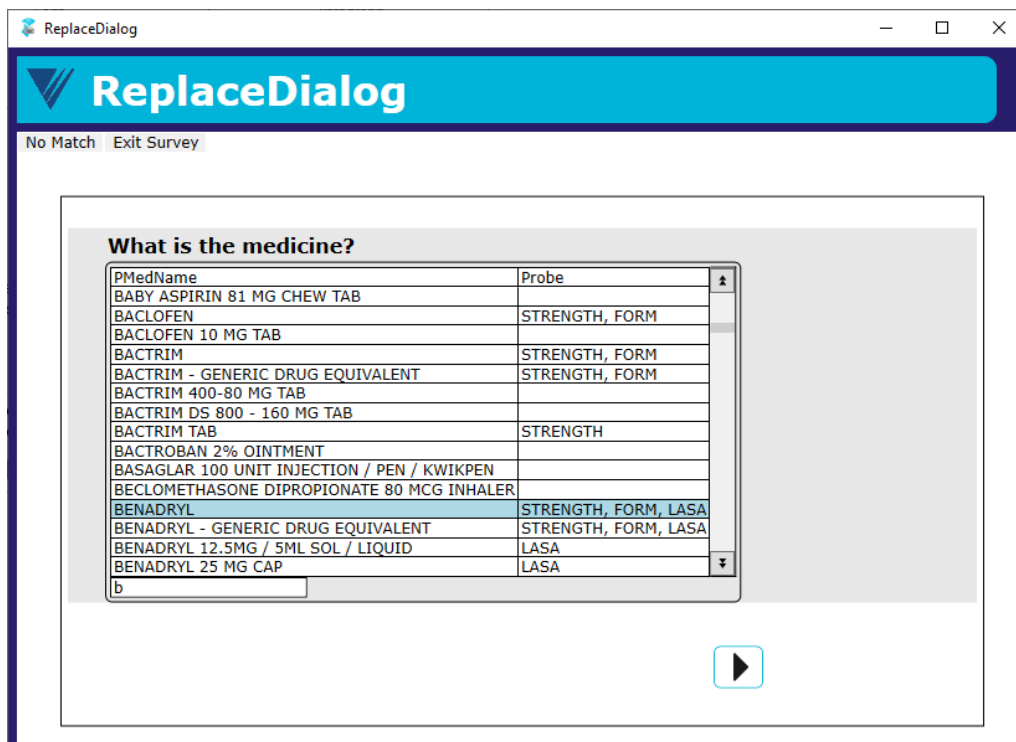 ReplaceDialog
ReplaceDialog
No Match Exit Survey
What is the medicine?
PMedName Probe
BABY ASPIRIN 81 MG CHEW TAB
BACLOFEN STRENGTH, FORM
BACLOFEN 10 MG TAB
BACTRIM STRENGTH, FORM
BACTRIM - GENERIC DRUG EQUIVALENT STRENGTH, FORM
BACTRIM 400-80 MG TAB
BACTRIM DS 800 - 160 MG TAB
BACTRIM TAB STRENGTH
BACTROBAN 2% OINTMENT
BASAGLAR 100 UNIT INJECTION / PEN / KWIKPEN
BECLOMETHASONE DIPROPIONATE 80 MCG INHALER
BENADRYL STRENGTH, FORM, LASA
BENADRYL - GENERIC DRUG EQUIVALENT STRENGTH, FORM, LASA
BENADRYL 12.5MG / 5ML SOL / LIQUID LASA
BENADRYL 25 MG CAP LASA
b